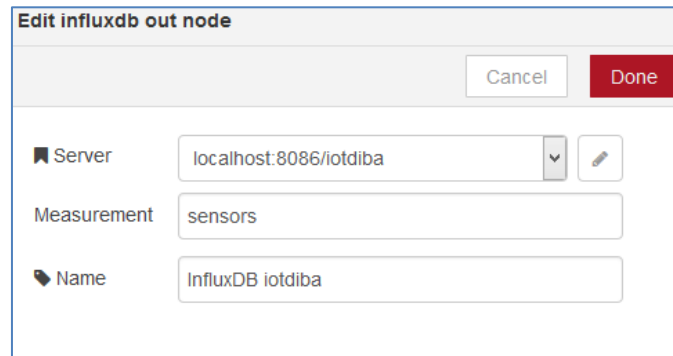 Edit influxdb out node
Cancel Done
Server localhost:8086/iotdiba
Measurement sensors
Name InfluxDB iotdiba